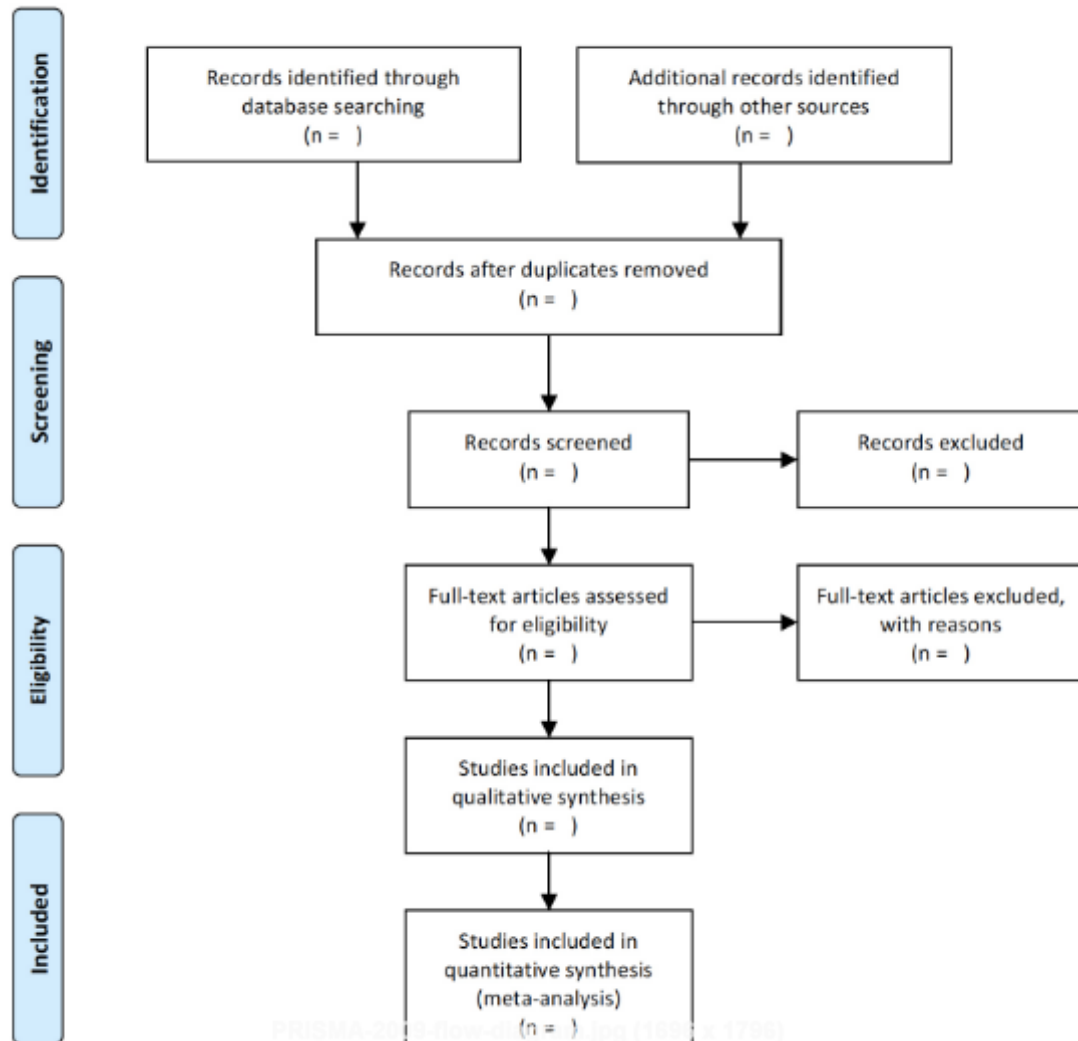 Identification
Records identified through
database searching
(n =   )
Additional records identified
through other sources
(n =   )
Records after duplicates removed
(n =   )
Screening
Records screened
(n =   )
Records excluded
(n =   )
Eligibility
Full-text articles assessed
for eligibility
(n =   )
Full-text articles excluded,
with reasons
(n =   )
Studies included in
qualitative synthesis
(n =   )
Included
Studies included in
quantitative synthesis
(meta-analysis)
(n =   )